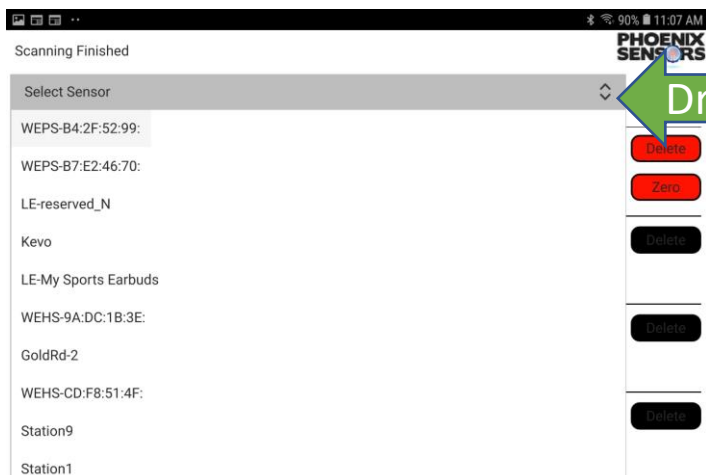 90% 11:07 AM
Scanning Finished
PHOENIX
SENSORS
Select Sensor
Dr
WEPS-B4:2F:52:99:
Delete
WEPS-B7:E2:46:70:
Zero
LE-reserved_N
Kevo
Delete
LE-My Sports Earbuds
WEHS-9A:DC:1B:3E:
Delete
GoldRd-2
WEHS-CD:F8:51:4F:
Delete
Station9
Station1